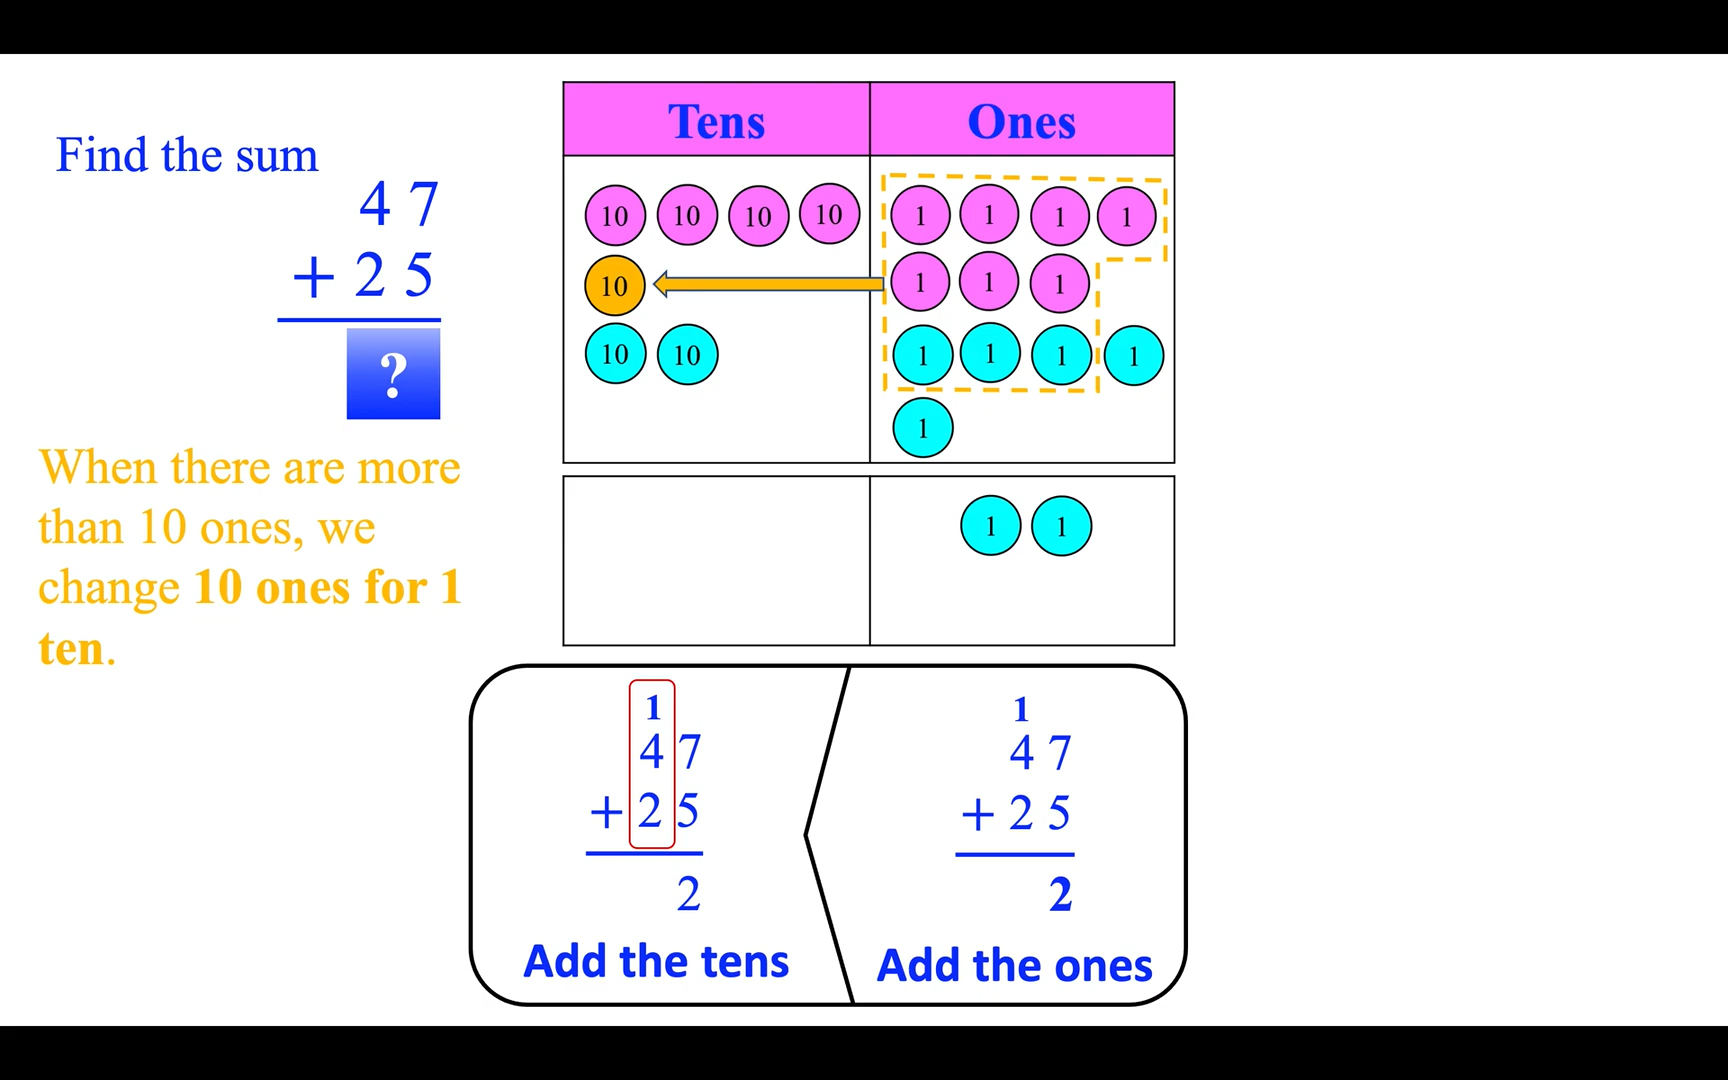 Find the sum
4 7
+ 2 5
?
When there are more
than 10 ones, we
change 10 ones for 1
ten.
Tens Ones
10 10 10 10 1 1 1 1
10 1 1 1
10 10 1 1 1 1
1
1 1
1
4 7
+ 2 5
2
Add the tens
1
4 7
+ 2 5
2
Add the ones